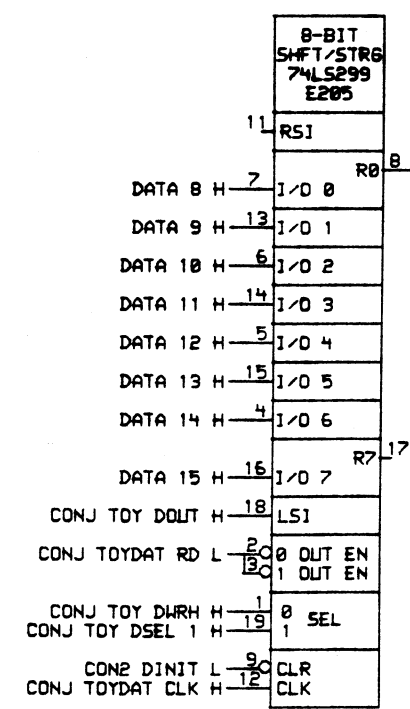 8-BIT
SHFT/STRG
74LS299
E205
11 RSI
R0 8
DATA 8 H 7 I/O 0
DATA 9 H 13 I/O 1
DATA 10 H 6 I/O 2
DATA 11 H 14 I/O 3
DATA 12 H 5 I/O 4
DATA 13 H 15 I/O 5
DATA 14 H 4 I/O 6
R7 17
DATA 15 H 16 I/O 7
CONJ TOY DOUT H 18 LSI
CONJ TOYDAT RD L 2 0 OUT EN
3 1 OUT EN
CONJ TOY DWRH H 1 0 SEL
CONJ TOY DSEL 1 H 19 1
CON2 DINIT L 9 CLR
CONJ TOYDAT CLK H 12 CLK